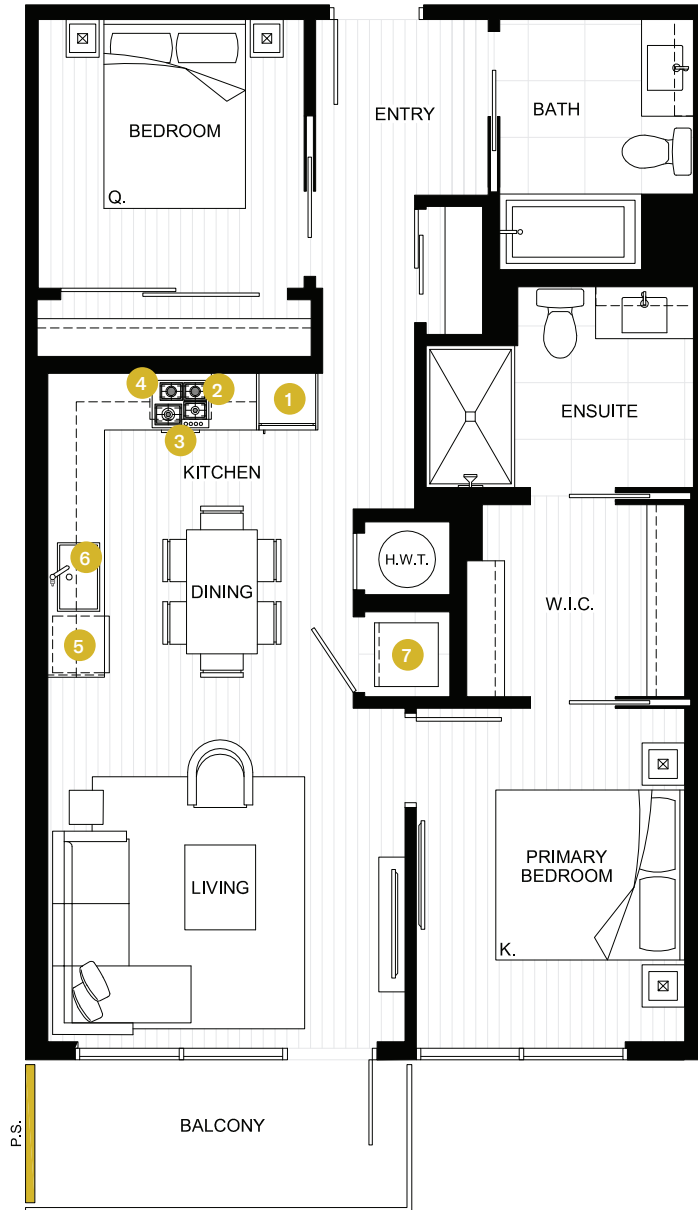 BEDROOM
ENTRY
BATH
Q.
4
2
1
3
ENSUITE
KITCHEN
6
H.W.T.
DINING
W.I.C.
5
7
PRIMARY
BEDROOM
LIVING
K.
P.S.
BALCONY